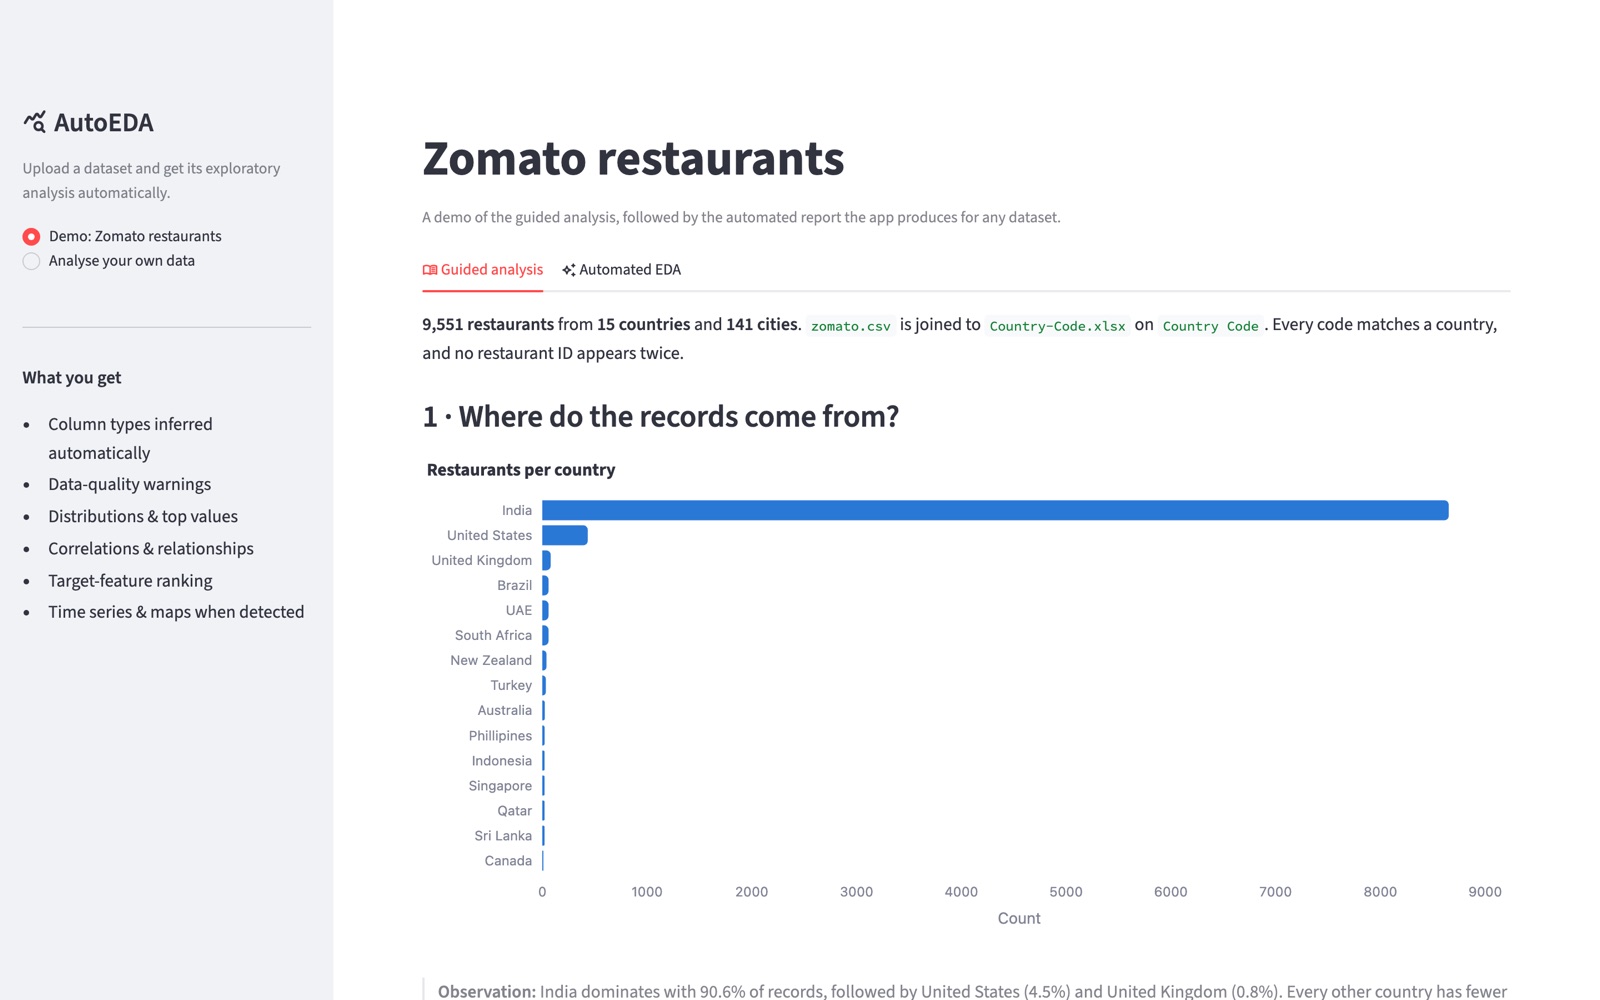 AutoEDA
Upload a dataset and get its exploratory
analysis automatically.
Demo: Zomato restaurants
Analyse your own data
What you get
• Column types inferred
automatically
• Data-quality warnings
• Distributions & top values
• Correlations & relationships
• Target-feature ranking
• Time series & maps when detected
Zomato restaurants
A demo of the guided analysis, followed by the automated report the app produces for any dataset.
Guided analysis Automated EDA
9,551 restaurants from 15 countries and 141 cities. zomato.csv is joined to Country-Code.xlsx on Country Code. Every code matches a country,
and no restaurant ID appears twice.
1 · Where do the records come from?
Restaurants per country
India
United States
United Kingdom
Brazil
UAE
South Africa
New Zealand
Turkey
Australia
Phillipines
Indonesia
Singapore
Qatar
Sri Lanka
Canada
0 1000 2000 3000 4000 5000 6000 7000 8000 9000
Count
Observation: India dominates with 90.6% of records, followed by United States (4.5%) and United Kingdom (0.8%). Every other country has fewer